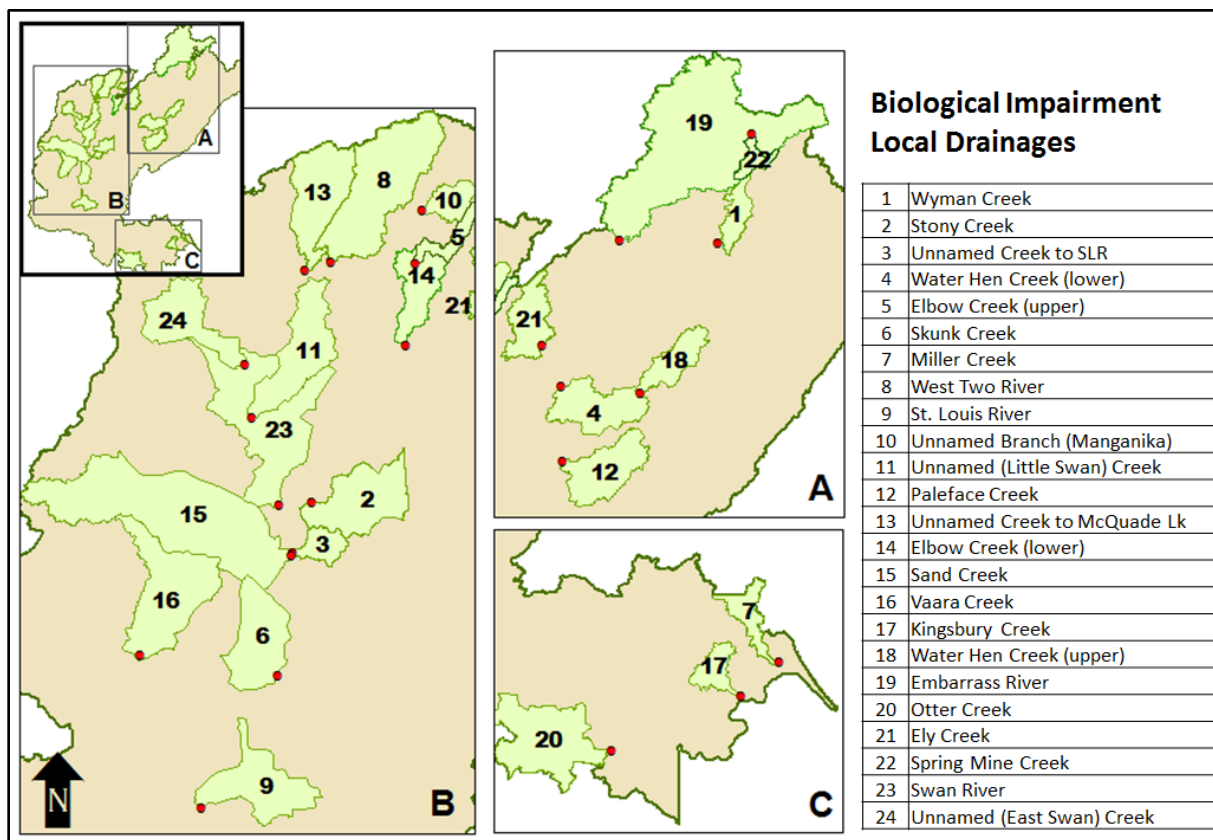 A
B
C
13
8
10
5
14
21
24
11
23
2
15
3
16
6
9
N
B
19
22
1
21
18
4
12
A
7
17
20
C
Biological Impairment
Local Drainages
1 Wyman Creek
2 Stony Creek
3 Unnamed Creek to SLR
4 Water Hen Creek (lower)
5 Elbow Creek (upper)
6 Skunk Creek
7 Miller Creek
8 West Two River
9 St. Louis River
10 Unnamed Branch (Manganika)
11 Unnamed (Little Swan) Creek
12 Paleface Creek
13 Unnamed Creek to McQuade Lk
14 Elbow Creek (lower)
15 Sand Creek
16 Vaara Creek
17 Kingsbury Creek
18 Water Hen Creek (upper)
19 Embarrass River
20 Otter Creek
21 Ely Creek
22 Spring Mine Creek
23 Swan River
24 Unnamed (East Swan) Creek